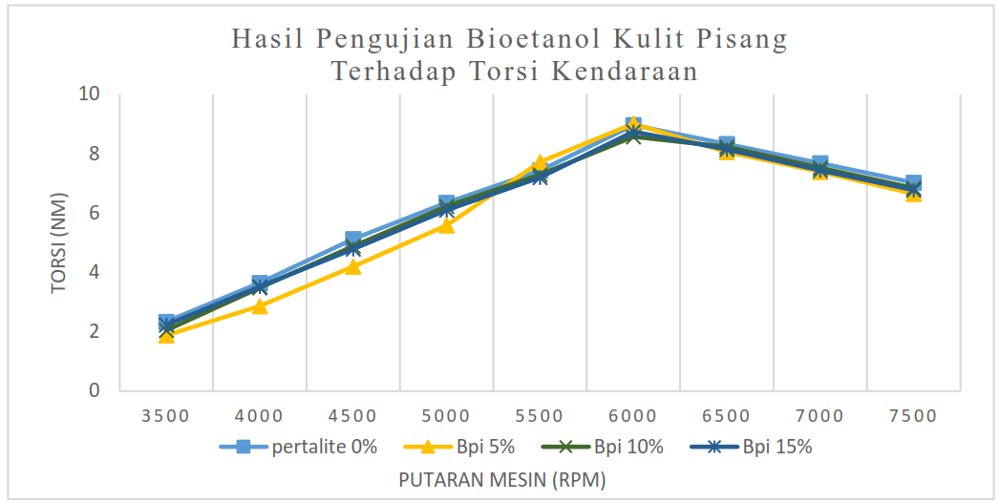 Hasil Pengujian Bioetanol Kulit Pisang
Terhadap Torsi Kendaraan
TORSI (NM)
10
8
6
4
2
0
3500 4000 4500 5000 5500 6000 6500 7000 7500
pertalite 0% Bpi 5% Bpi 10% Bpi 15%
PUTARAN MESIN (RPM)